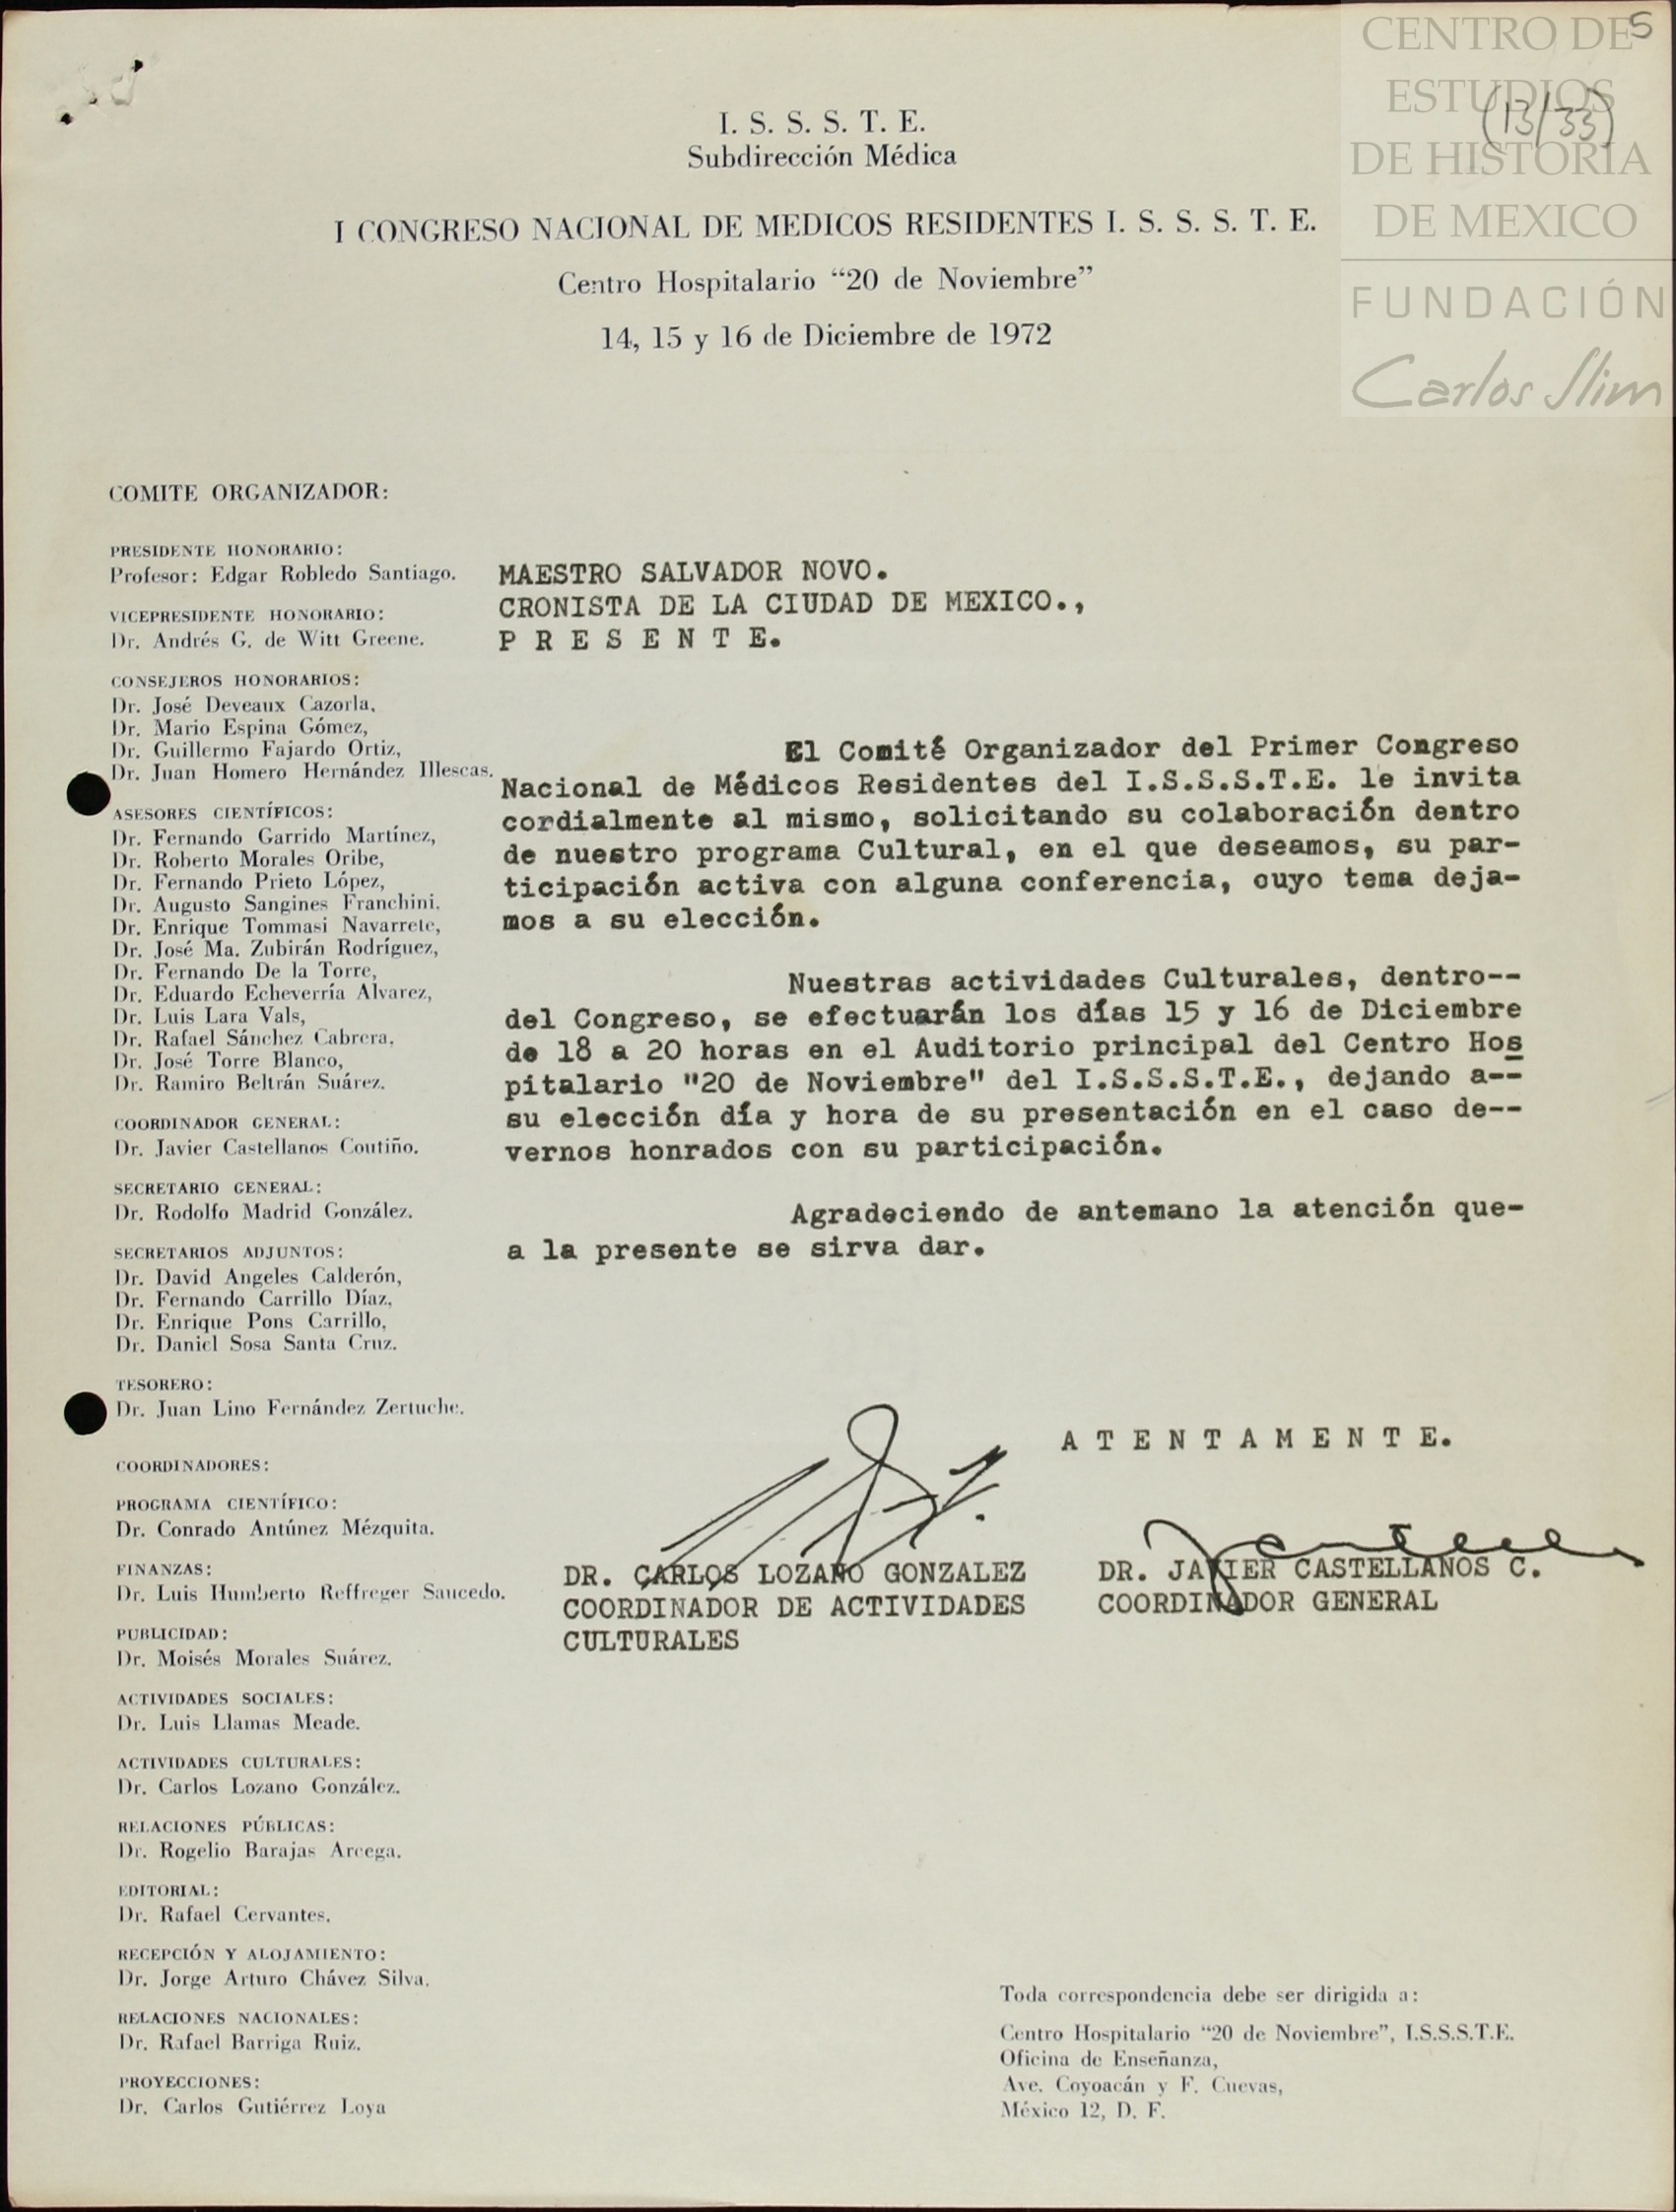 CENTRO DE
ESTUDIOS
DE HISTORIA
DE MEXICO
FUNDACIÓN
Carlos Slim
5
(13/33)
I. S. S. S. T. E.
Subdirección Médica
I CONGRESO NACIONAL DE MEDICOS RESIDENTES I. S. S. S. T. E.
Centro Hospitalario “20 de Noviembre”
14, 15 y 16 de Diciembre de 1972
COMITE ORGANIZADOR:
PRESIDENTE HONORARIO:
Profesor: Edgar Robledo Santiago.
VICEPRESIDENTE HONORARIO:
Dr. Andrés G. de Witt Greene.
CONSEJEROS HONORARIOS:
Dr. José Deveaux Cazorla,
Dr. Mario Espina Gómez,
Dr. Guillermo Fajardo Ortiz,
Dr. Juan Homero Hernández Illescas.
ASESORES CIENTÍFICOS:
Dr. Fernando Garrido Martínez,
Dr. Roberto Morales Oribe,
Dr. Fernando Prieto López,
Dr. Augusto Sangines Franchini,
Dr. Enrique Tommasi Navarrete,
Dr. José Ma. Zubirán Rodríguez,
Dr. Fernando De la Torre,
Dr. Eduardo Echeverría Alvarez,
Dr. Luis Lara Vals,
Dr. Rafael Sánchez Cabrera,
Dr. José Torre Blanco,
Dr. Ramiro Beltrán Suárez.
COORDINADOR GENERAL:
Dr. Javier Castellanos Coutiño.
SECRETARIO GENERAL:
Dr. Rodolfo Madrid González.
SECRETARIOS ADJUNTOS:
Dr. David Angeles Calderón,
Dr. Fernando Carrillo Díaz,
Dr. Enrique Pons Carrillo,
Dr. Daniel Sosa Santa Cruz.
TESORERO:
Dr. Juan Lino Fernández Zertuche.
COORDINADORES:
PROGRAMA CIENTÍFICO:
Dr. Conrado Antúnez Mézquita.
FINANZAS:
Dr. Luis Humberto Reffreger Saucedo.
PUBLICIDAD:
Dr. Moisés Morales Suárez.
ACTIVIDADES SOCIALES:
Dr. Luis Llamas Meade.
ACTIVIDADES CULTURALES:
Dr. Carlos Lozano González.
RELACIONES PÚBLICAS:
Dr. Rogelio Barajas Arcega.
EDITORIAL:
Dr. Rafael Cervantes.
RECEPCIÓN Y ALOJAMIENTO:
Dr. Jorge Arturo Chávez Silva.
RELACIONES NACIONALES:
Dr. Rafael Barriga Ruiz.
PROYECCIONES:
Dr. Carlos Gutiérrez Loya
MAESTRO SALVADOR NOVO.
CRONISTA DE LA CIUDAD DE MEXICO.,
P R E S E N T E.
El Comité Organizador del Primer Congreso
Nacional de Médicos Residentes del I.S.S.S.T.E. le invita
cordialmente al mismo, solicitando su colaboración dentro
de nuestro programa Cultural, en el que deseamos, su par-
ticipación activa con alguna conferencia, cuyo tema deja-
mos a su elección.
Nuestras actividades Culturales, dentro--
del Congreso, se efectuarán los días 15 y 16 de Diciembre
de 18 a 20 horas en el Auditorio principal del Centro Hos
pitalario "20 de Noviembre" del I.S.S.S.T.E., dejando a--
su elección día y hora de su presentación en el caso de--
vernos honrados con su participación.
Agradeciendo de antemano la atención que-
a la presente se sirva dar.
A T E N T A M E N T E.
DR. CARLOS LOZANO GONZALEZ
COORDINADOR DE ACTIVIDADES
CULTURALES
DR. JAVIER CASTELLANOS C.
COORDINADOR GENERAL
Toda correspondencia debe ser dirigida a:
Centro Hospitalario “20 de Noviembre”, I.S.S.S.T.E.
Oficina de Enseñanza,
Ave. Coyoacán y F. Cuevas,
México 12, D. F.